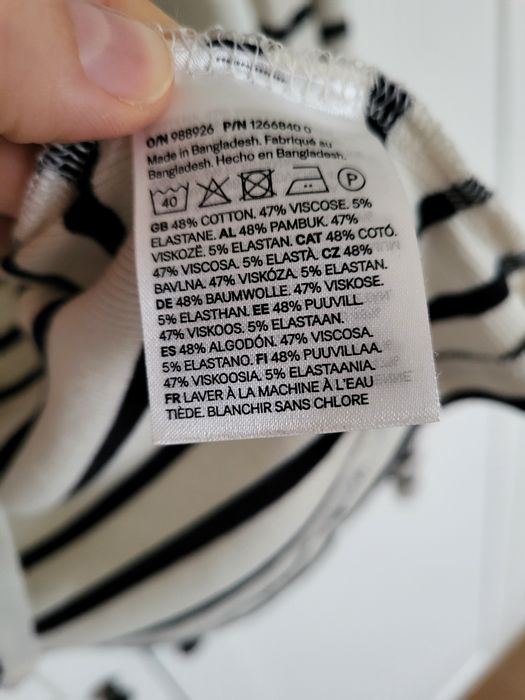 O/N 988926 P/N 1266840
Made in Bangladesh. Fabriqué au
Bangladesh. Hecho en Bangladesh.
40 P
GB 48% COTTON. 47% VISCOSE. 5%
ELASTANE. AL 48% PAMBUK. 47%
VISKOZË. 5% ELASTAN. CAT 48% COTÓ.
47% VISCOSA. 5% ELASTÀ. CZ 48%
BAVLNA. 47% VISKÓZA. 5% ELASTAN.
DE 48% BAUMWOLLE. 47% VISKOSE.
5% ELASTHAN. EE 48% PUUVILL.
47% VISKOOS. 5% ELASTAAN.
ES 48% ALGODÓN. 47% VISCOSA.
5% ELASTANO. FI 48% PUUVILLAA.
47% VISKOOSIA. 5% ELASTAANIA.
FR LAVER À LA MACHINE À L'EAU
TIÈDE. BLANCHIR SANS CHLORE